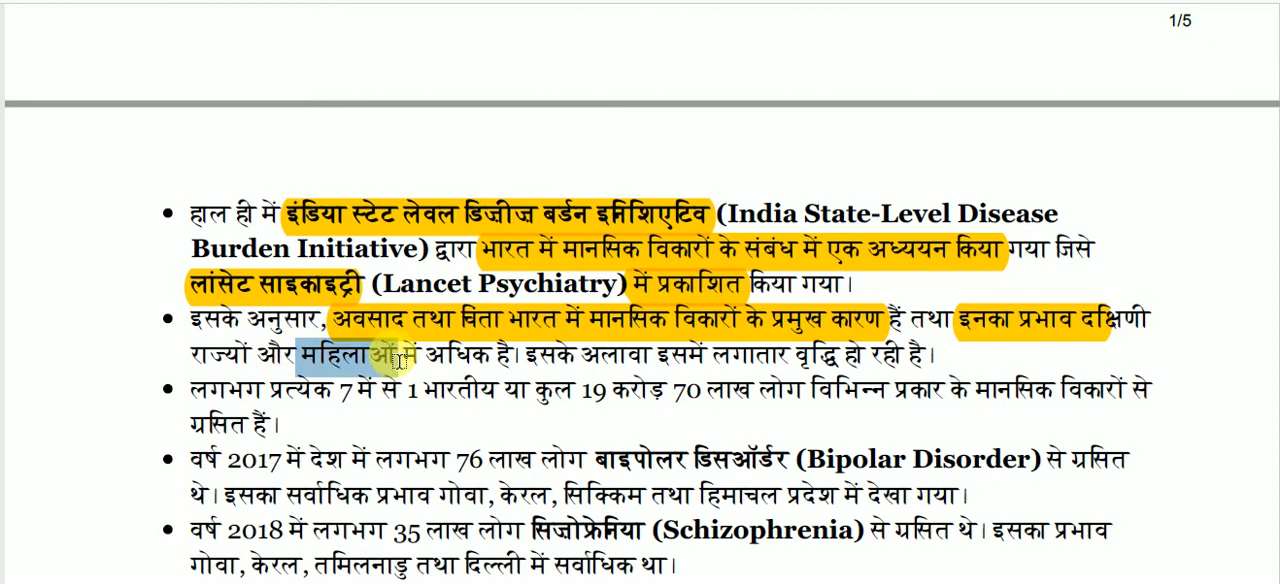 1/5
• हाल ही में इंडिया स्टेट लेवल डिजीज बर्डन इनिशिएटिव (India State-Level Disease
Burden Initiative) द्वारा भारत में मानसिक विकारों के संबंध में एक अध्ययन किया गया जिसे
लांसेट साइकाइट्री (Lancet Psychiatry) में प्रकाशित किया गया।
• इसके अनुसार, अवसाद तथा चिंता भारत में मानसिक विकारों के प्रमुख कारण हैं तथा इनका प्रभाव दक्षिणी
राज्यों और महिलाओं में अधिक है। इसके अलावा इसमें लगातार वृद्धि हो रही है।
• लगभग प्रत्येक 7 में से 1 भारतीय या कुल 19 करोड़ 70 लाख लोग विभिन्न प्रकार के मानसिक विकारों से
ग्रसित हैं।
• वर्ष 2017 में देश में लगभग 76 लाख लोग बाइपोलर डिसऑर्डर (Bipolar Disorder) से ग्रसित
थे। इसका सर्वाधिक प्रभाव गोवा, केरल, सिक्किम तथा हिमाचल प्रदेश में देखा गया।
• वर्ष 2018 में लगभग 35 लाख लोग सिजोफ्रेनिया (Schizophrenia) से ग्रसित थे। इसका प्रभाव
गोवा, केरल, तमिलनाडु तथा दिल्ली में सर्वाधिक था।